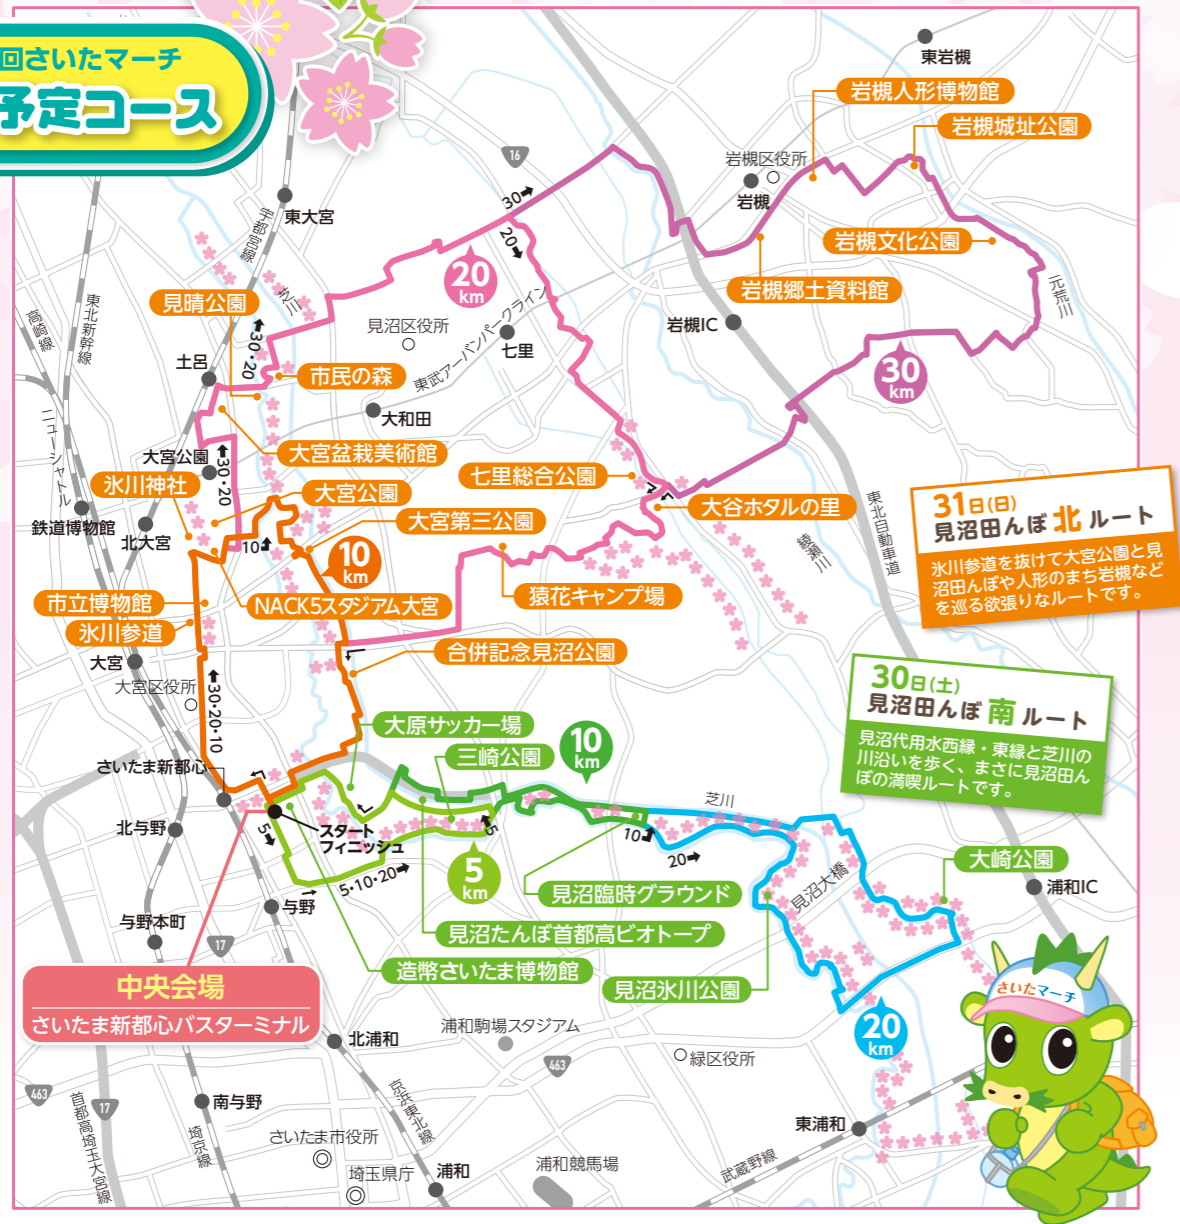 回さいたマーチ
予定コース
東岩槻
岩槻人形博物館
岩槻城址公園
岩槻区役所
岩槻
16
30➡
20➡
東大宮
宇都宮線
岩槻文化公園
岩槻郷土資料館
元荒川
20
km
芝川
見晴公園
見沼区役所
岩槻IC
東北新幹線
高崎線
⬅30・20
七里
東武アーバンパークライン
土呂
市民の森
30
km
ニューシャトル
大和田
大宮公園
⬅30・20
大宮盆栽美術館
七里総合公園
氷川神社
大宮公園
大谷ホタルの里
大宮第三公園
鉄道博物館
北大宮
10
東北自動車道
綾瀬川
31日(日)
見沼田んぼ北ルート
氷川参道を抜けて大宮公園と見
沼田んぼや人形のまち岩槻など
を巡る欲張りなルートです。
10
km
市立博物館
NACK5スタジアム大宮
猿花キャンプ場
氷川参道
大宮
合併記念見沼公園
大宮区役所
⬅30・20・10
30日(土)
見沼田んぼ南ルート
見沼代用水西縁・東縁と芝川の
川沿いを歩く、まさに見沼田ん
ぼの満喫ルートです。
大原サッカー場
三崎公園
10
km
さいたま新都心
芝川
北与野
スタート
フィニッシュ
5➡
5
10
20➡
5・10・20➡
5
km
見沼大橋
大崎公園
浦和IC
見沼臨時グラウンド
与野
与野本町
17
見沼たんぼ首都高ビオトープ
造幣さいたま博物館
見沼氷川公園
中央会場
さいたま新都心バスターミナル
さいたマーチ
20
km
北浦和
浦和駒場スタジアム
463
緑区役所
463
17
首都高埼玉大宮線
南与野
埼京線
京浜東北線
さいたま市役所
埼玉県庁
浦和
浦和競馬場
武蔵野線
東浦和